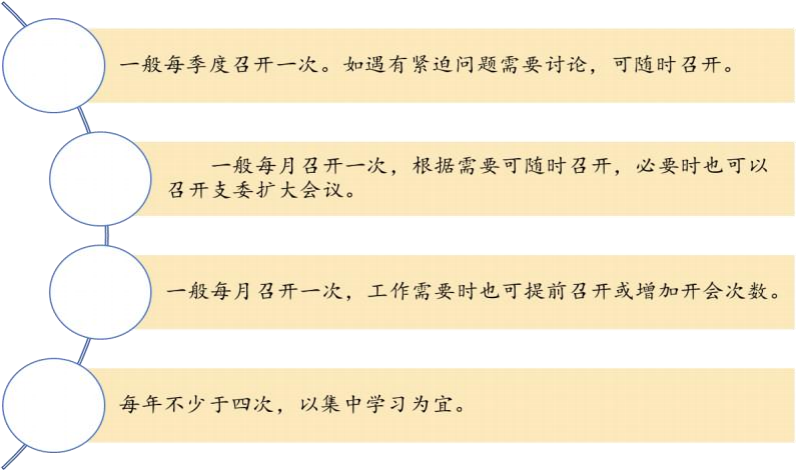 一般每季度召开一次。如遇有紧迫问题需要讨论，可随时召开。
一般每月召开一次，根据需要可随时召开，必要时也可以
召开支委扩大会议。
一般每月召开一次，工作需要时也可提前召开或增加开会次数。
每年不少于四次，以集中学习为宜。